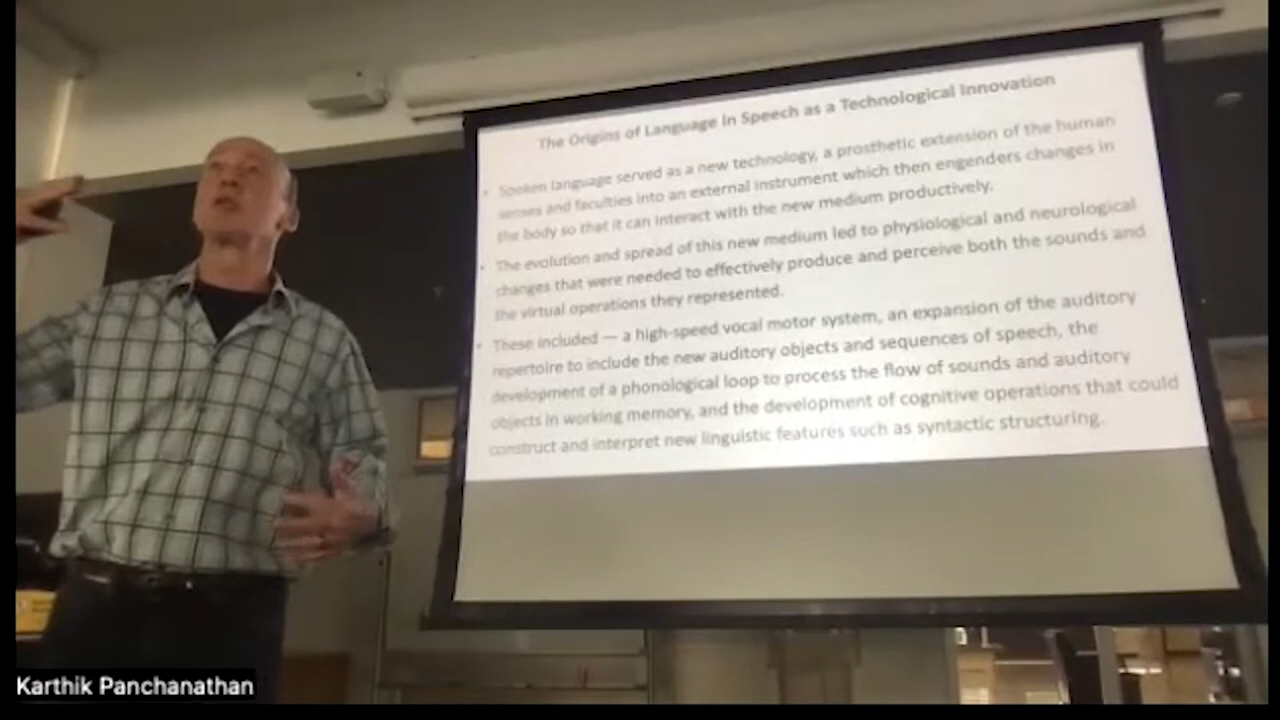 The Origins of Language In Speech as a Technological Innovation
• Spoken language served as a new technology, a prosthetic extension of the human
senses and faculties into an external instrument which then engenders changes in
the body so that it can interact with the new medium productively.
• The evolution and spread of this new medium led to physiological and neurological
changes that were needed to effectively produce and perceive both the sounds and
the virtual operations they represented.
• These included — a high-speed vocal motor system, an expansion of the auditory
repertoire to include the new auditory objects and sequences of speech, the
development of a phonological loop to process the flow of sounds and auditory
objects in working memory, and the development of cognitive operations that could
construct and interpret new linguistic features such as syntactic structuring.
Karthik Panchanathan